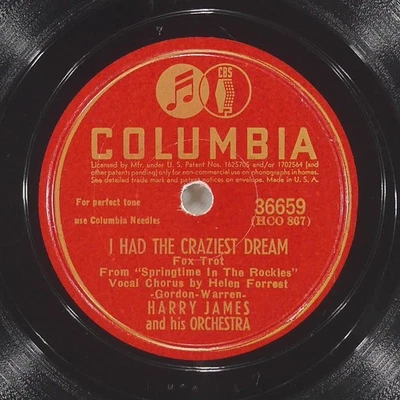 CBS
COLUMBIA
Licensed by Mfr. under U. S. Patent Nos. 1625705 and/or 1702564 (and
other patents pending) only for non-commercial use on phonographs in homes.
See detailed trade mark and patent notices on envelope. Made in U. S. A.
For perfect tone
use Columbia Needles
36659
(HCO 867)
I HAD THE CRAZIEST DREAM
Fox Trot
From "Springtime In The Rockies"
Vocal Chorus by Helen Forrest
-Gordon-Warren-
HARRY JAMES
and his ORCHESTRA